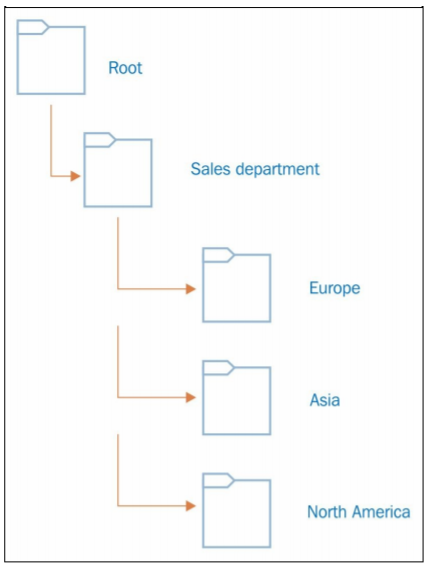 Root
Sales department
Europe
Asia
North America